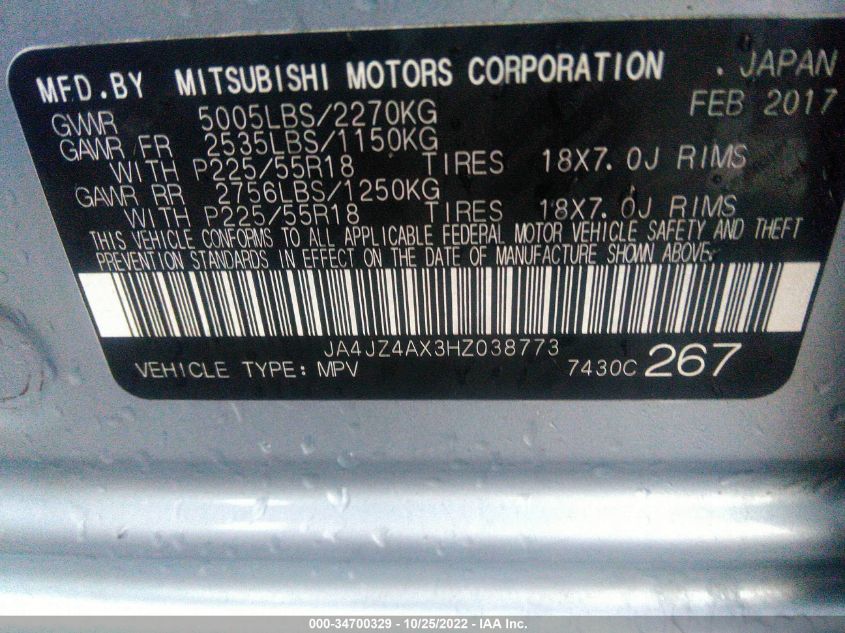 MFD.BY MITSUBISHI MOTORS CORPORATION . JAPAN
GVWR 5005LBS/2270KG FEB 2017
GAWR FR 2535LBS/1150KG
WITH P225/55R18 TIRES 18X7.0J RIMS
GAWR RR 2756LBS/1250KG
WITH P225/55R18 TIRES 18X7.0J RIMS
THIS VEHICLE CONFORMS TO ALL APPLICABLE FEDERAL MOTOR VEHICLE SAFETY AND THEFT
PREVENTION STANDARDS IN EFFECT ON THE DATE OF MANUFACTURE SHOWN ABOVE.
JA4JZ4AX3HZ038773
VEHICLE TYPE: MPV 7430C 267
000-34700329 - 10/25/2022 - IAA Inc.